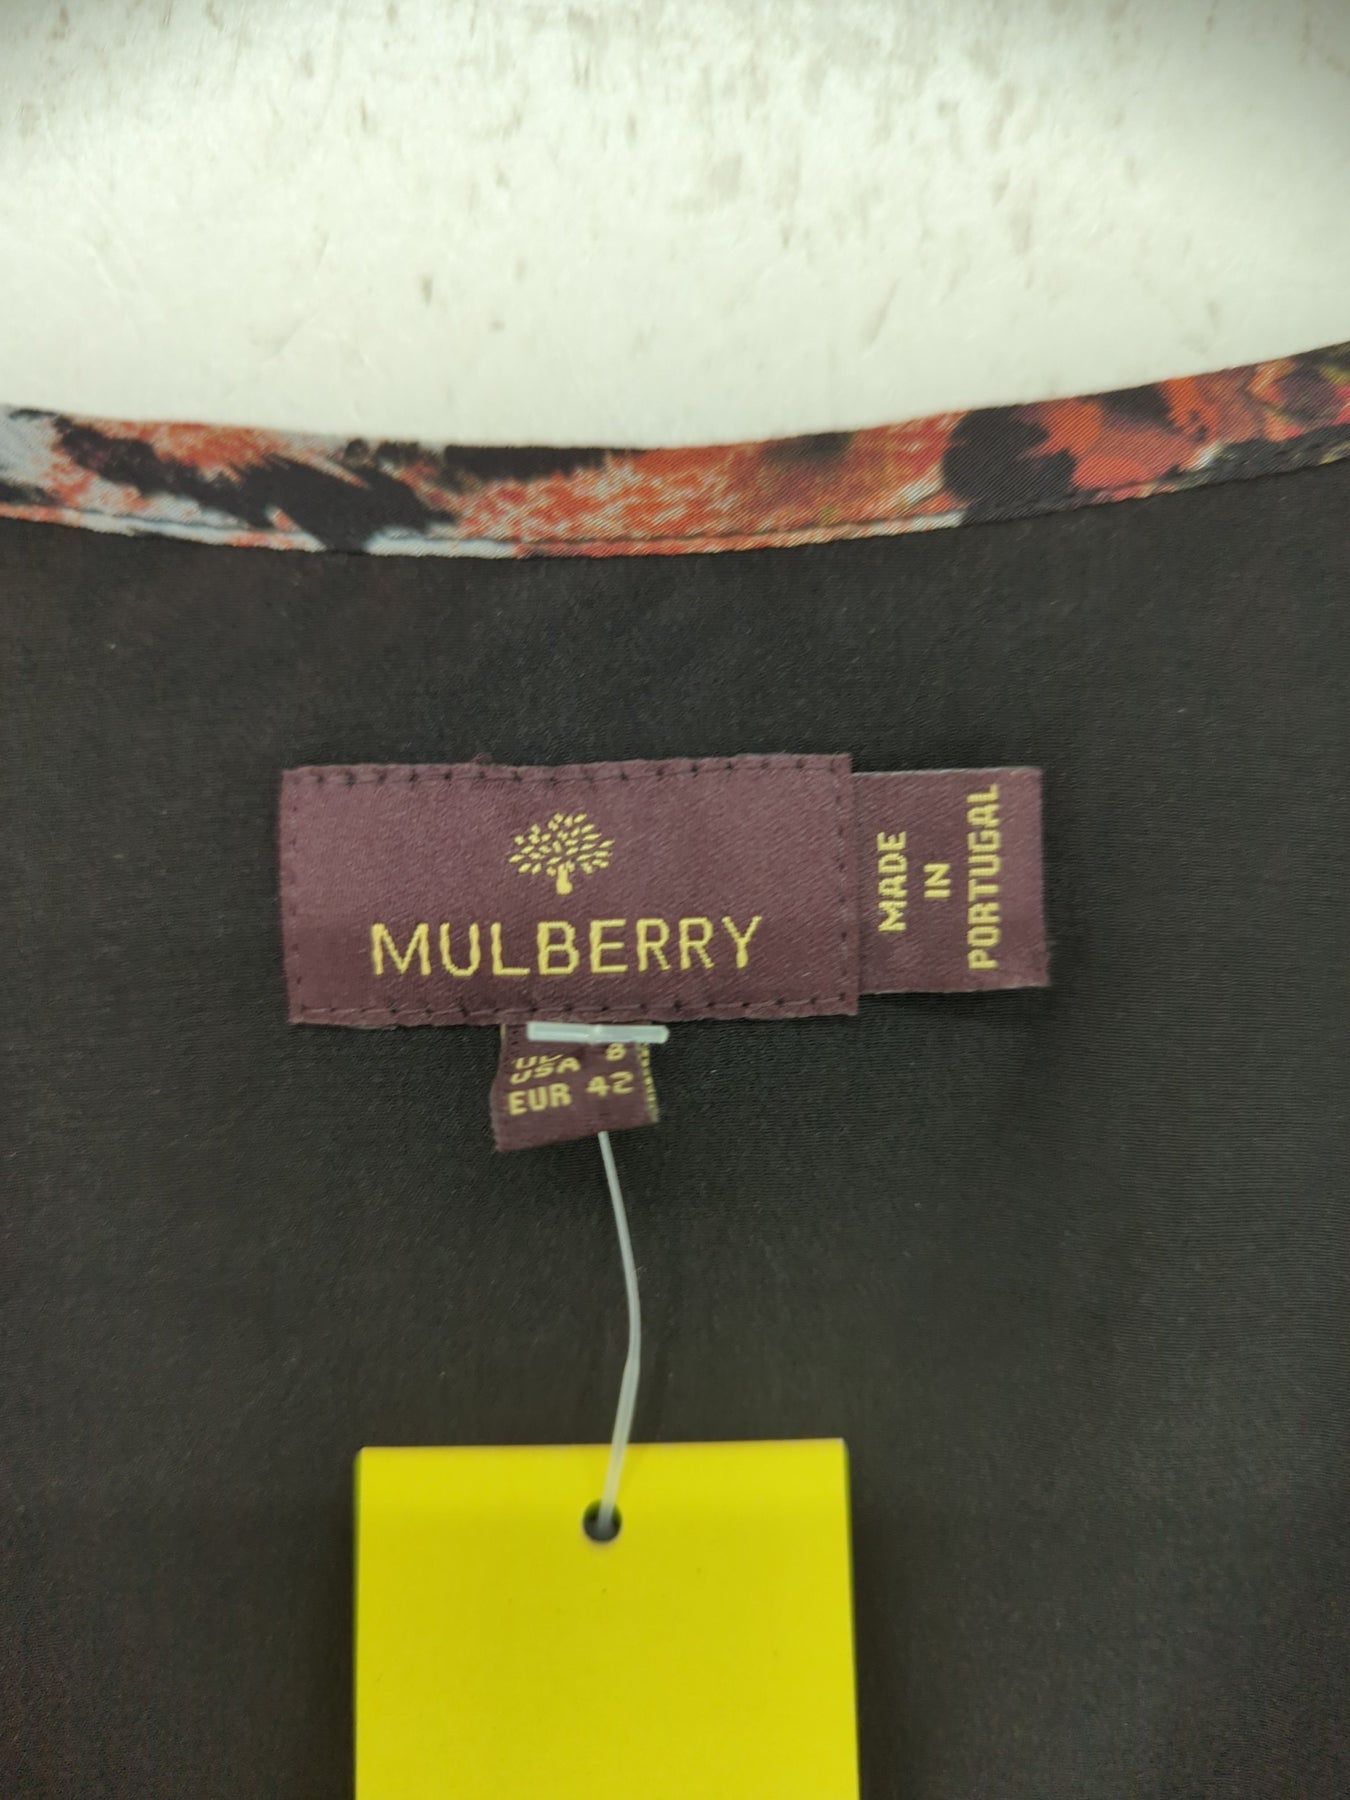 MULBERRY
MADE
IN
PORTUGAL
USA 8
EUR 42